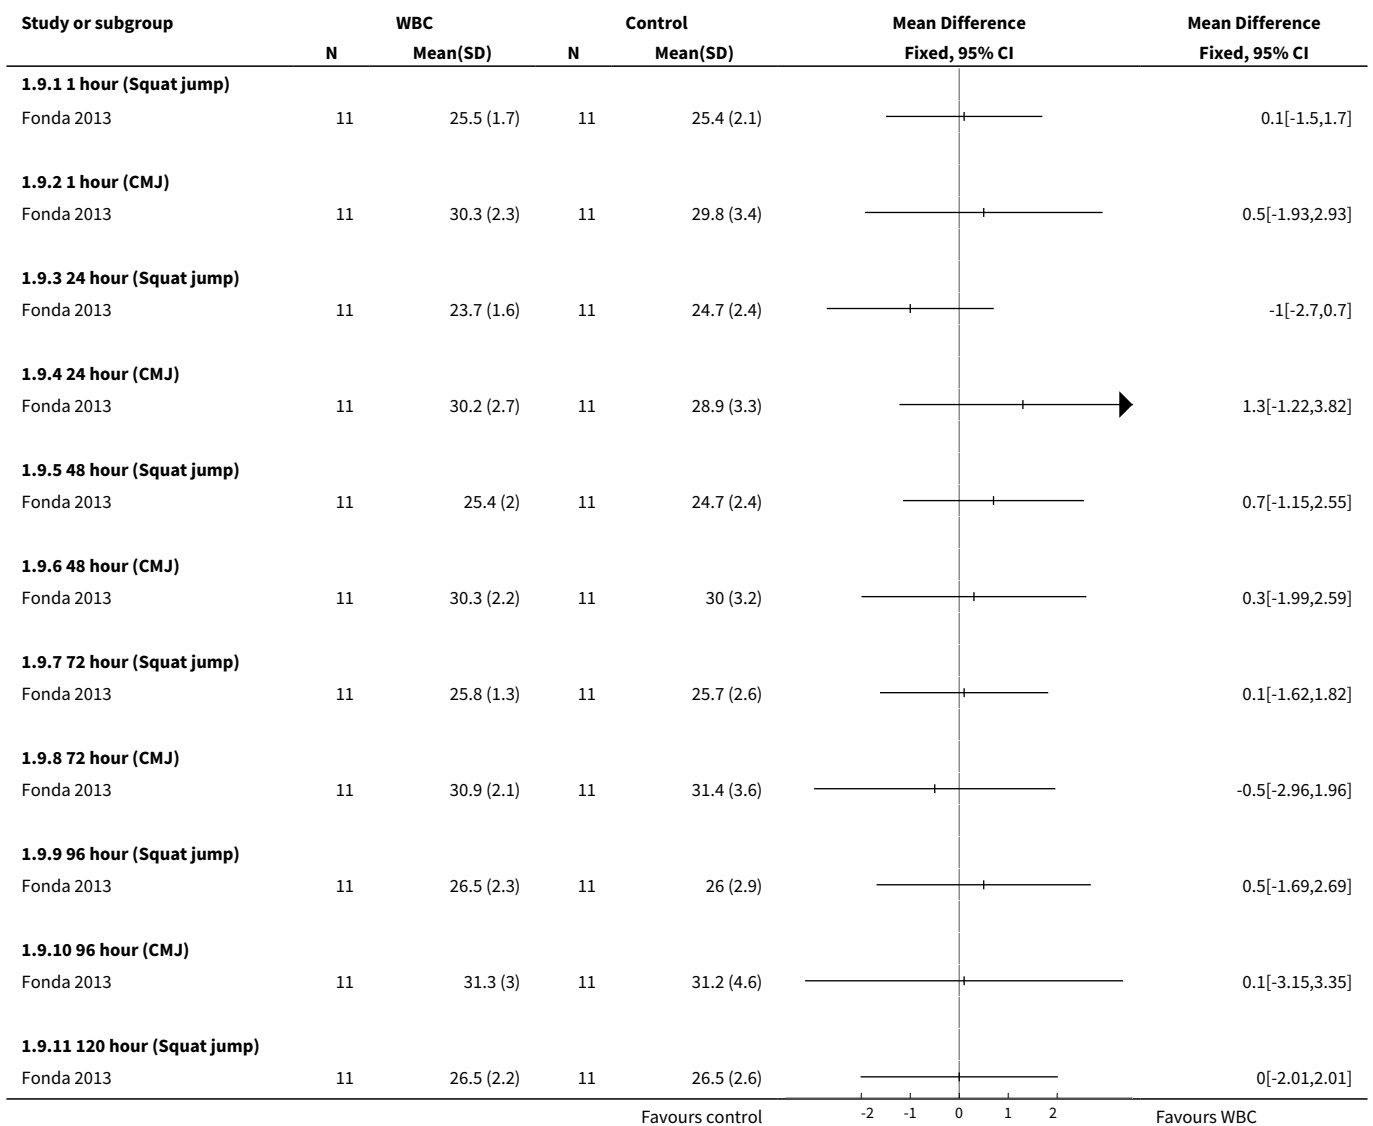 Study or subgroup WBC Control Mean Difference Mean Difference
N Mean(SD) N Mean(SD) Fixed, 95% CI Fixed, 95% CI
1.9.1 1 hour (Squat jump)
Fonda 2013 11 25.5 (1.7) 11 25.4 (2.1) 0.1[-1.5,1.7]
1.9.2 1 hour (CMJ)
Fonda 2013 11 30.3 (2.3) 11 29.8 (3.4) 0.5[-1.93,2.93]
1.9.3 24 hour (Squat jump)
Fonda 2013 11 23.7 (1.6) 11 24.7 (2.4) -1[-2.7,0.7]
1.9.4 24 hour (CMJ)
Fonda 2013 11 30.2 (2.7) 11 28.9 (3.3) 1.3[-1.22,3.82]
1.9.5 48 hour (Squat jump)
Fonda 2013 11 25.4 (2) 11 24.7 (2.4) 0.7[-1.15,2.55]
1.9.6 48 hour (CMJ)
Fonda 2013 11 30.3 (2.2) 11 30 (3.2) 0.3[-1.99,2.59]
1.9.7 72 hour (Squat jump)
Fonda 2013 11 25.8 (1.3) 11 25.7 (2.6) 0.1[-1.62,1.82]
1.9.8 72 hour (CMJ)
Fonda 2013 11 30.9 (2.1) 11 31.4 (3.6) -0.5[-2.96,1.96]
1.9.9 96 hour (Squat jump)
Fonda 2013 11 26.5 (2.3) 11 26 (2.9) 0.5[-1.69,2.69]
1.9.10 96 hour (CMJ)
Fonda 2013 11 31.3 (3) 11 31.2 (4.6) 0.1[-3.15,3.35]
1.9.11 120 hour (Squat jump)
Fonda 2013 11 26.5 (2.2) 11 26.5 (2.6) 0[-2.01,2.01]
Favours control -2 -1 0 1 2 Favours WBC